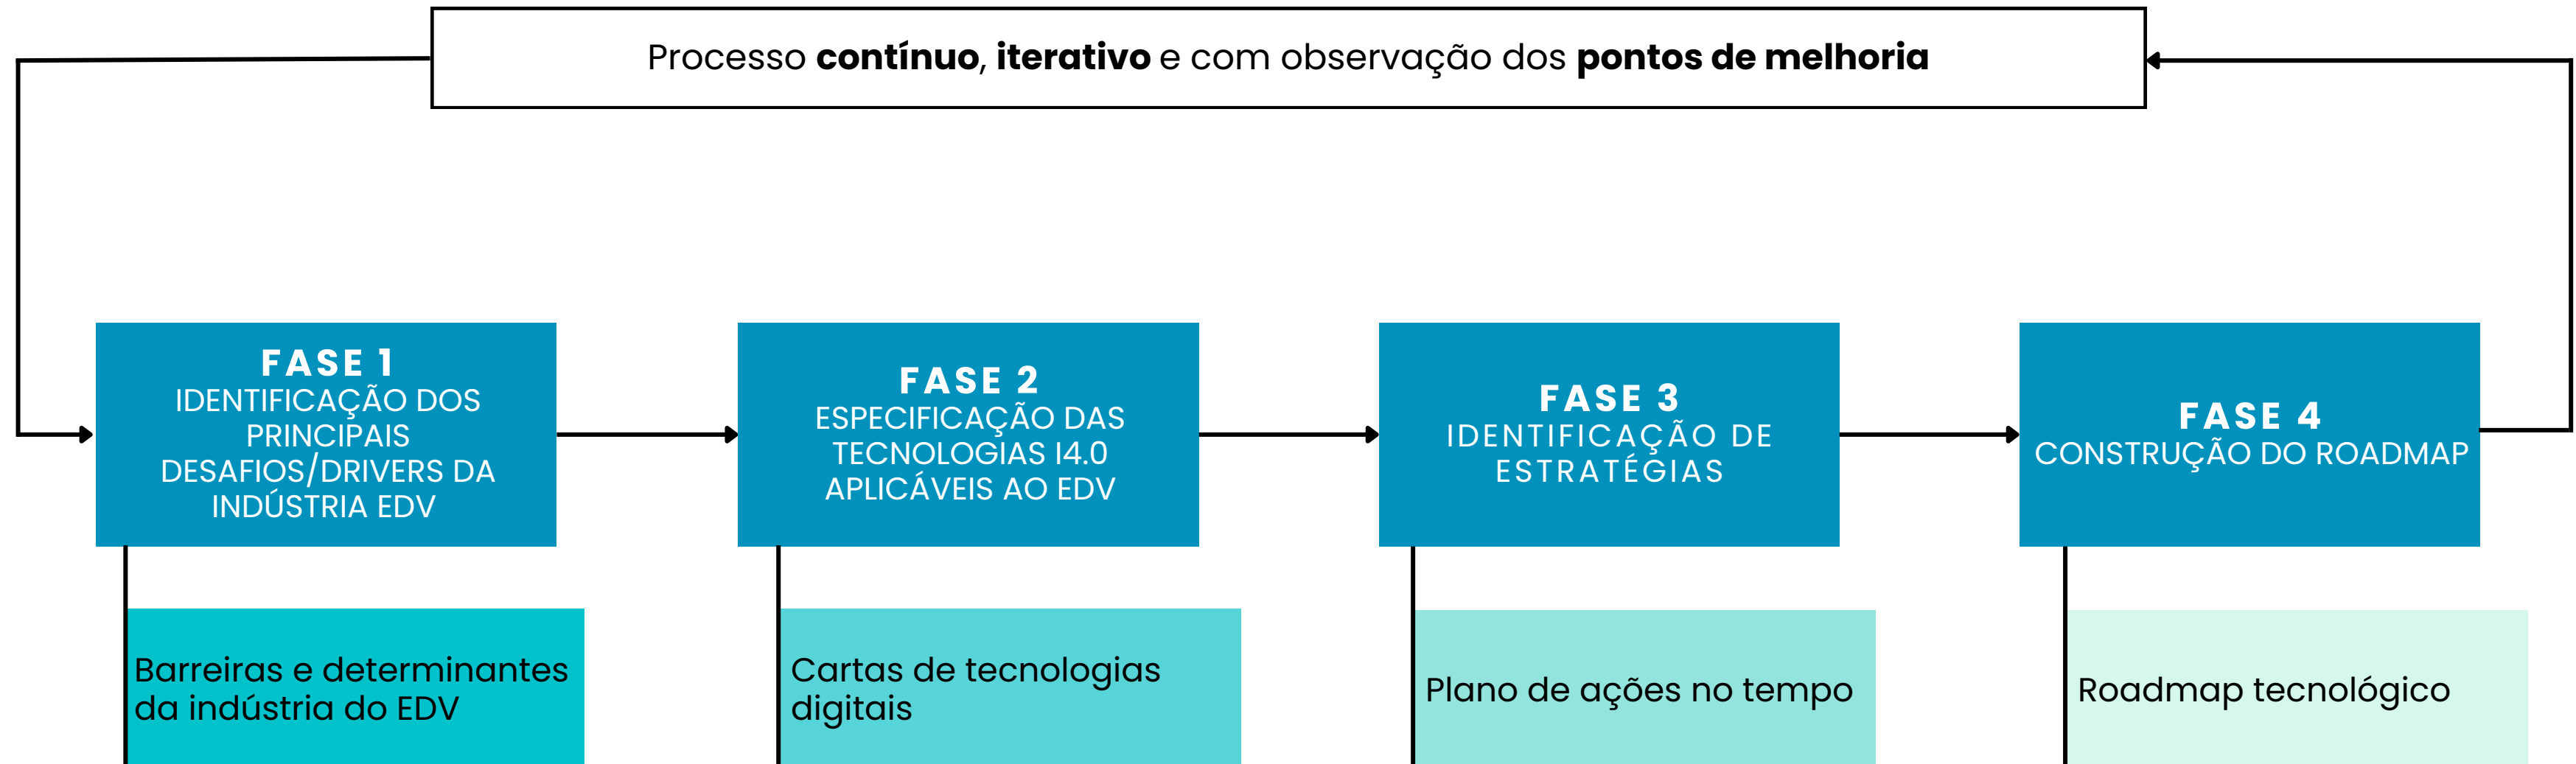 Processo contínuo, iterativo e com observação dos pontos de melhoria
FASE 1
IDENTIFICAÇÃO DOS
PRINCIPAIS
DESAFIOS/DRIVERS DA
INDÚSTRIA EDV
FASE 2
ESPECIFICAÇÃO DAS
TECNOLOGIAS I4.0
APLICÁVEIS AO EDV
FASE 3
IDENTIFICAÇÃO DE
ESTRATÉGIAS
FASE 4
CONSTRUÇÃO DO ROADMAP
Barreiras e determinantes
da indústria do EDV
Cartas de tecnologias
digitais
Plano de ações no tempo
Roadmap tecnológico